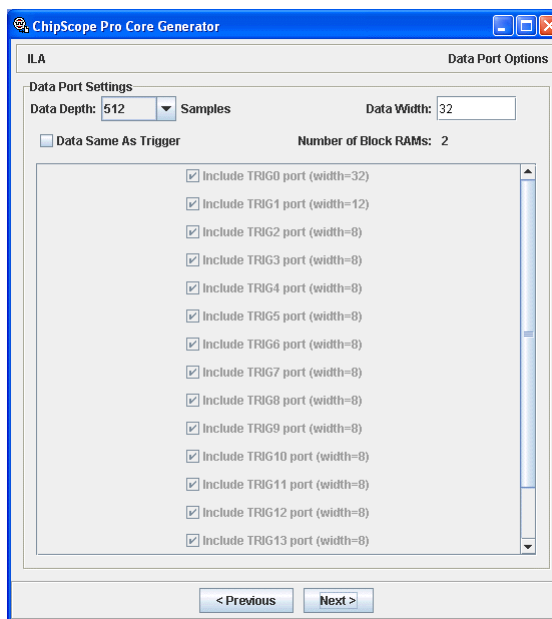 ChipScope Pro Core Generator
ILA Data Port Options
Data Port Settings
Data Depth: 512 Samples Data Width: 32
Data Same As Trigger Number of Block RAMs: 2
Include TRIG0 port (width=32)
Include TRIG1 port (width=12)
Include TRIG2 port (width=8)
Include TRIG3 port (width=8)
Include TRIG4 port (width=8)
Include TRIG5 port (width=8)
Include TRIG6 port (width=8)
Include TRIG7 port (width=8)
Include TRIG8 port (width=8)
Include TRIG9 port (width=8)
Include TRIG10 port (width=8)
Include TRIG11 port (width=8)
Include TRIG12 port (width=8)
Include TRIG13 port (width=8)
< Previous Next >